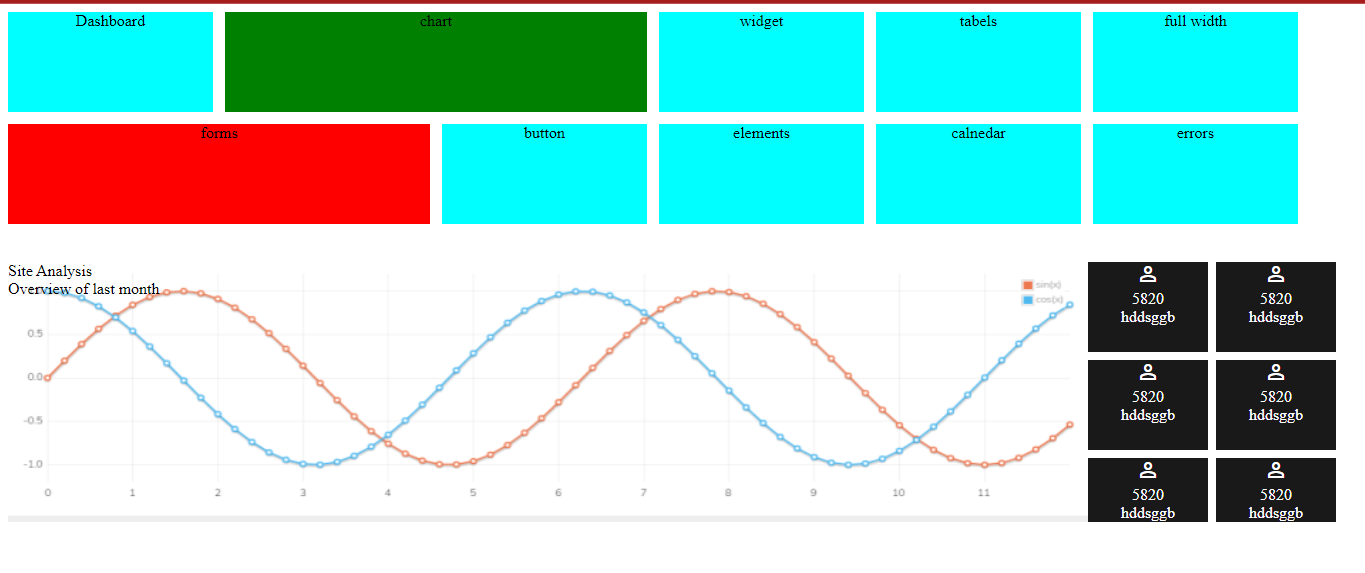 Dashboard
chart
widget
tabels
full width
forms
button
elements
calnedar
errors
Site Analysis
Overview of last month
sin(x)
cos(x)
0.5
0.0
-0.5
-1.0
0 1 2 3 4 5 6 7 8 9 10 11
5820
hddsggb
5820
hddsggb
5820
hddsggb
5820
hddsggb
5820
hddsggb
5820
hddsggb